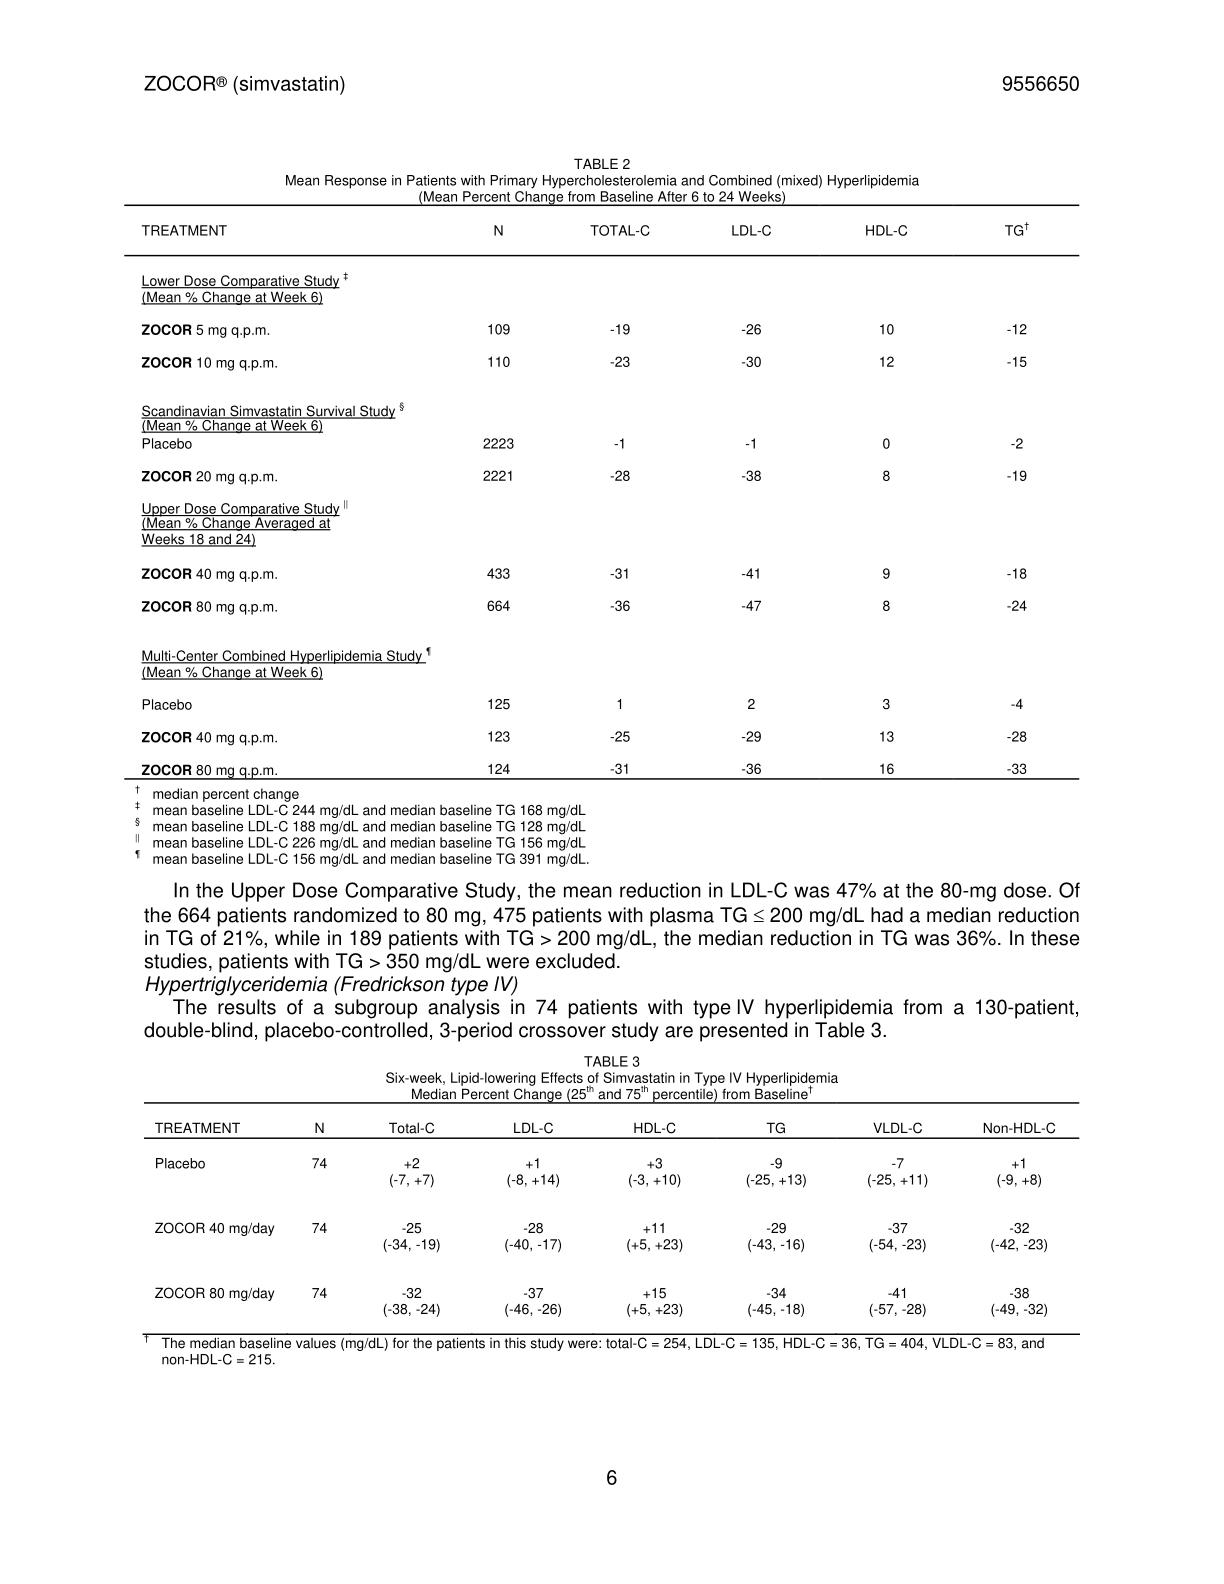 ZOCOR® (simvastatin) 9556650
TABLE 2
Mean Response in Patients with Primary Hypercholesterolemia and Combined (mixed) Hyperlipidemia
(Mean Percent Change from Baseline After 6 to 24 Weeks)
TREATMENT N TOTAL-C LDL-C HDL-C TG†
Lower Dose Comparative Study ‡
(Mean % Change at Week 6)
ZOCOR 5 mg q.p.m. 109 -19 -26 10 -12
ZOCOR 10 mg q.p.m. 110 -23 -30 12 -15
Scandinavian Simvastatin Survival Study §
(Mean % Change at Week 6)
Placebo 2223 -1 -1 0 -2
ZOCOR 20 mg q.p.m. 2221 -28 -38 8 -19
Upper Dose Comparative Study ||
(Mean % Change Averaged at
Weeks 18 and 24)
ZOCOR 40 mg q.p.m. 433 -31 -41 9 -18
ZOCOR 80 mg q.p.m. 664 -36 -47 8 -24
Multi-Center Combined Hyperlipidemia Study ¶
(Mean % Change at Week 6)
Placebo 125 1 2 3 -4
ZOCOR 40 mg q.p.m. 123 -25 -29 13 -28
ZOCOR 80 mg q.p.m. 124 -31 -36 16 -33
† median percent change
‡ mean baseline LDL-C 244 mg/dL and median baseline TG 168 mg/dL
§ mean baseline LDL-C 188 mg/dL and median baseline TG 128 mg/dL
|| mean baseline LDL-C 226 mg/dL and median baseline TG 156 mg/dL
¶ mean baseline LDL-C 156 mg/dL and median baseline TG 391 mg/dL.
In the Upper Dose Comparative Study, the mean reduction in LDL-C was 47% at the 80-mg dose. Of
the 664 patients randomized to 80 mg, 475 patients with plasma TG ≤ 200 mg/dL had a median reduction
in TG of 21%, while in 189 patients with TG > 200 mg/dL, the median reduction in TG was 36%. In these
studies, patients with TG > 350 mg/dL were excluded.
Hypertriglyceridemia (Fredrickson type IV)
The results of a subgroup analysis in 74 patients with type IV hyperlipidemia from a 130-patient,
double-blind, placebo-controlled, 3-period crossover study are presented in Table 3.
TABLE 3
Six-week, Lipid-lowering Effects of Simvastatin in Type IV Hyperlipidemia
Median Percent Change (25th and 75th percentile) from Baseline†
TREATMENT N Total-C LDL-C HDL-C TG VLDL-C Non-HDL-C
Placebo 74 +2 +1 +3 -9 -7 +1
(-7, +7) (-8, +14) (-3, +10) (-25, +13) (-25, +11) (-9, +8)
ZOCOR 40 mg/day 74 -25 -28 +11 -29 -37 -32
(-34, -19) (-40, -17) (+5, +23) (-43, -16) (-54, -23) (-42, -23)
ZOCOR 80 mg/day 74 -32 -37 +15 -34 -41 -38
(-38, -24) (-46, -26) (+5, +23) (-45, -18) (-57, -28) (-49, -32)
† The median baseline values (mg/dL) for the patients in this study were: total-C = 254, LDL-C = 135, HDL-C = 36, TG = 404, VLDL-C = 83, and
non-HDL-C = 215.
6